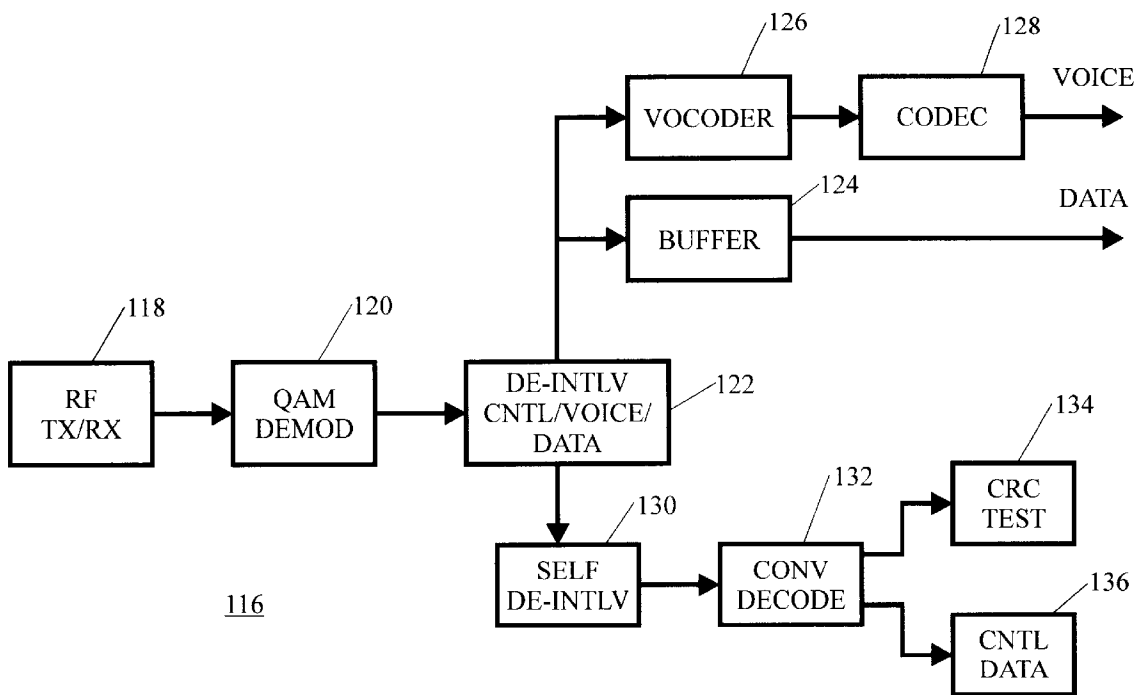 126
128
VOICE
VOCODER
CODEC
124
DATA
BUFFER
118
120
DE-INTLV
CNTL/VOICE/
DATA
122
RF
TX/RX
QAM
DEMOD
134
CRC
TEST
130
132
SELF
DE-INTLV
CONV
DECODE
116
136
CNTL
DATA